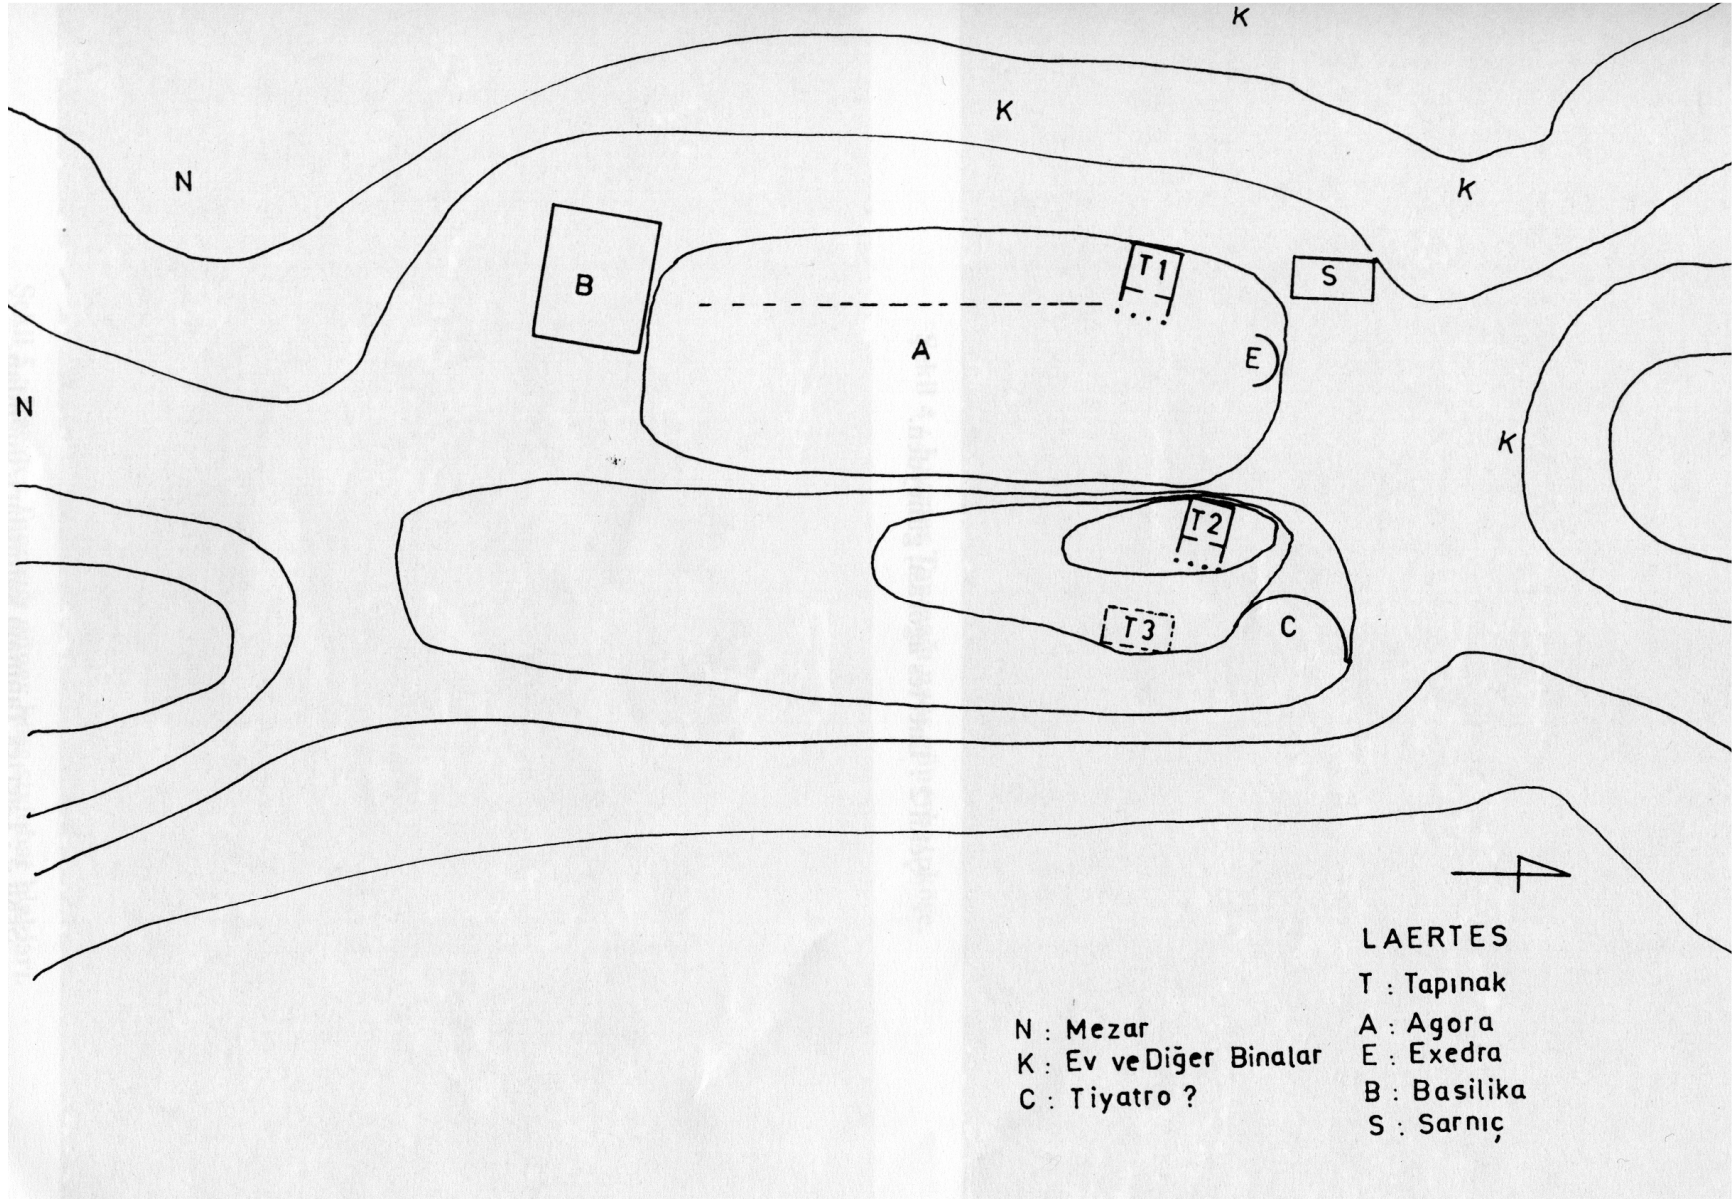 K
K
N
K
T1
S
B
A
E
N
K
T2
T3
C
LAERTES
T : Tapınak
A : Agora
E : Exedra
B : Basilika
S : Sarnıç
N : Mezar
K : Ev ve Diğer Binalar
C : Tiyatro ?